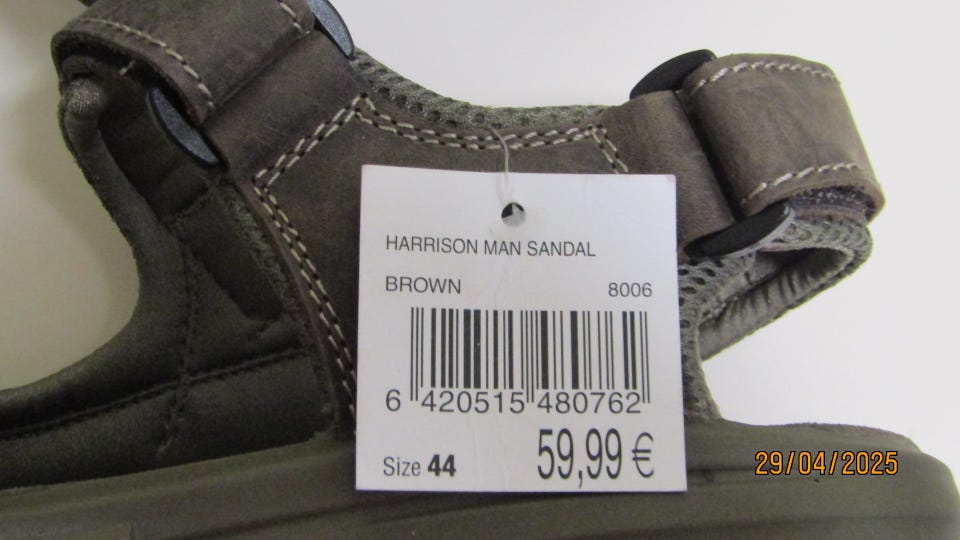 HARRISON MAN SANDAL
BROWN 8006
6 420515 480762
Size 44 59,99 €
29/04/2025